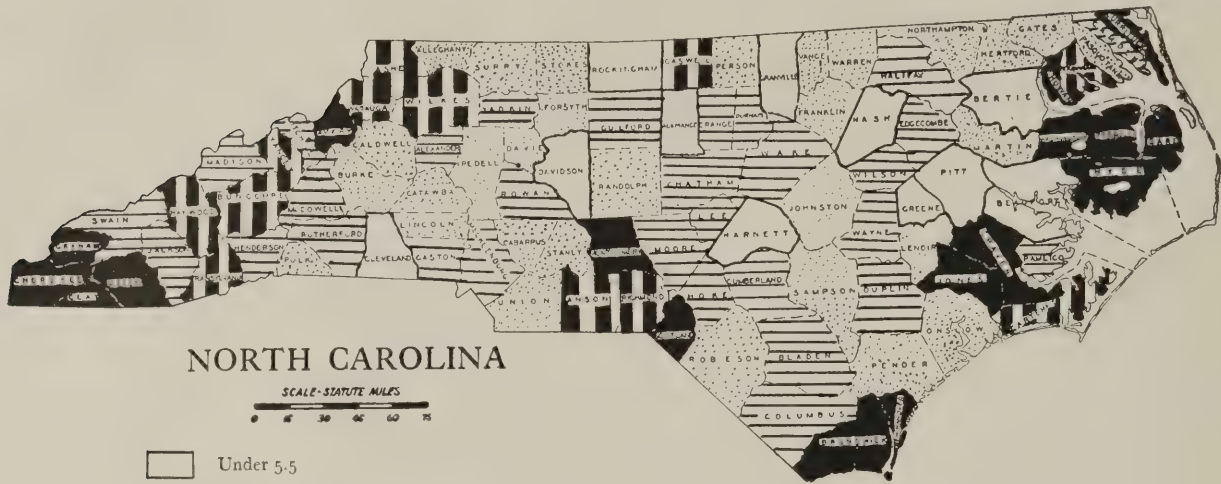 ALLEGHANY
SURRY
STOKES
ROCKINGHAM
CASWELL
PERSON
GRANVILLE
VANCE
WARREN
NORTHAMPTON
HERTFORD
GATES
HALIFAX
BERTIE
WATAUGA
WILKES
YADKIN
FORSYTH
GUILFORD
ALAMANCE
ORANGE
DURHAM
FRANKLIN
NASH
EDGECOMBE
MARTIN
MADISON
CALDWELL
ALEXANDER
IREDELL
DAVIE
DAVIDSON
RANDOLPH
CHATHAM
WAKE
WILSON
PITT
HYDE
BUNCOMBE
BURKE
CATAWBA
ROWAN
JOHNSTON
GREENE
BEAUFORT
SWAIN
HAYWOOD
McDOWELL
RUTHERFORD
LINCOLN
LEE
HARNETT
WAYNE
LENOIR
GRAHAM
JACKSON
HENDERSON
POLK
CLEVELAND
GASTON
CABARRUS
STANLY
MOORE
CUMBERLAND
SAMPSON
DUPLIN
JONES
PAMLICO
CHEROKEE
CLAY
UNION
ANSON
RICHMOND
HOKE
ONSLOW
ROBESON
BLADEN
PENDER
COLUMBUS
BRUNSWICK
NORTH CAROLINA
SCALE-STATUTE MILES
0 15 30 45 60 75
Under 5.5